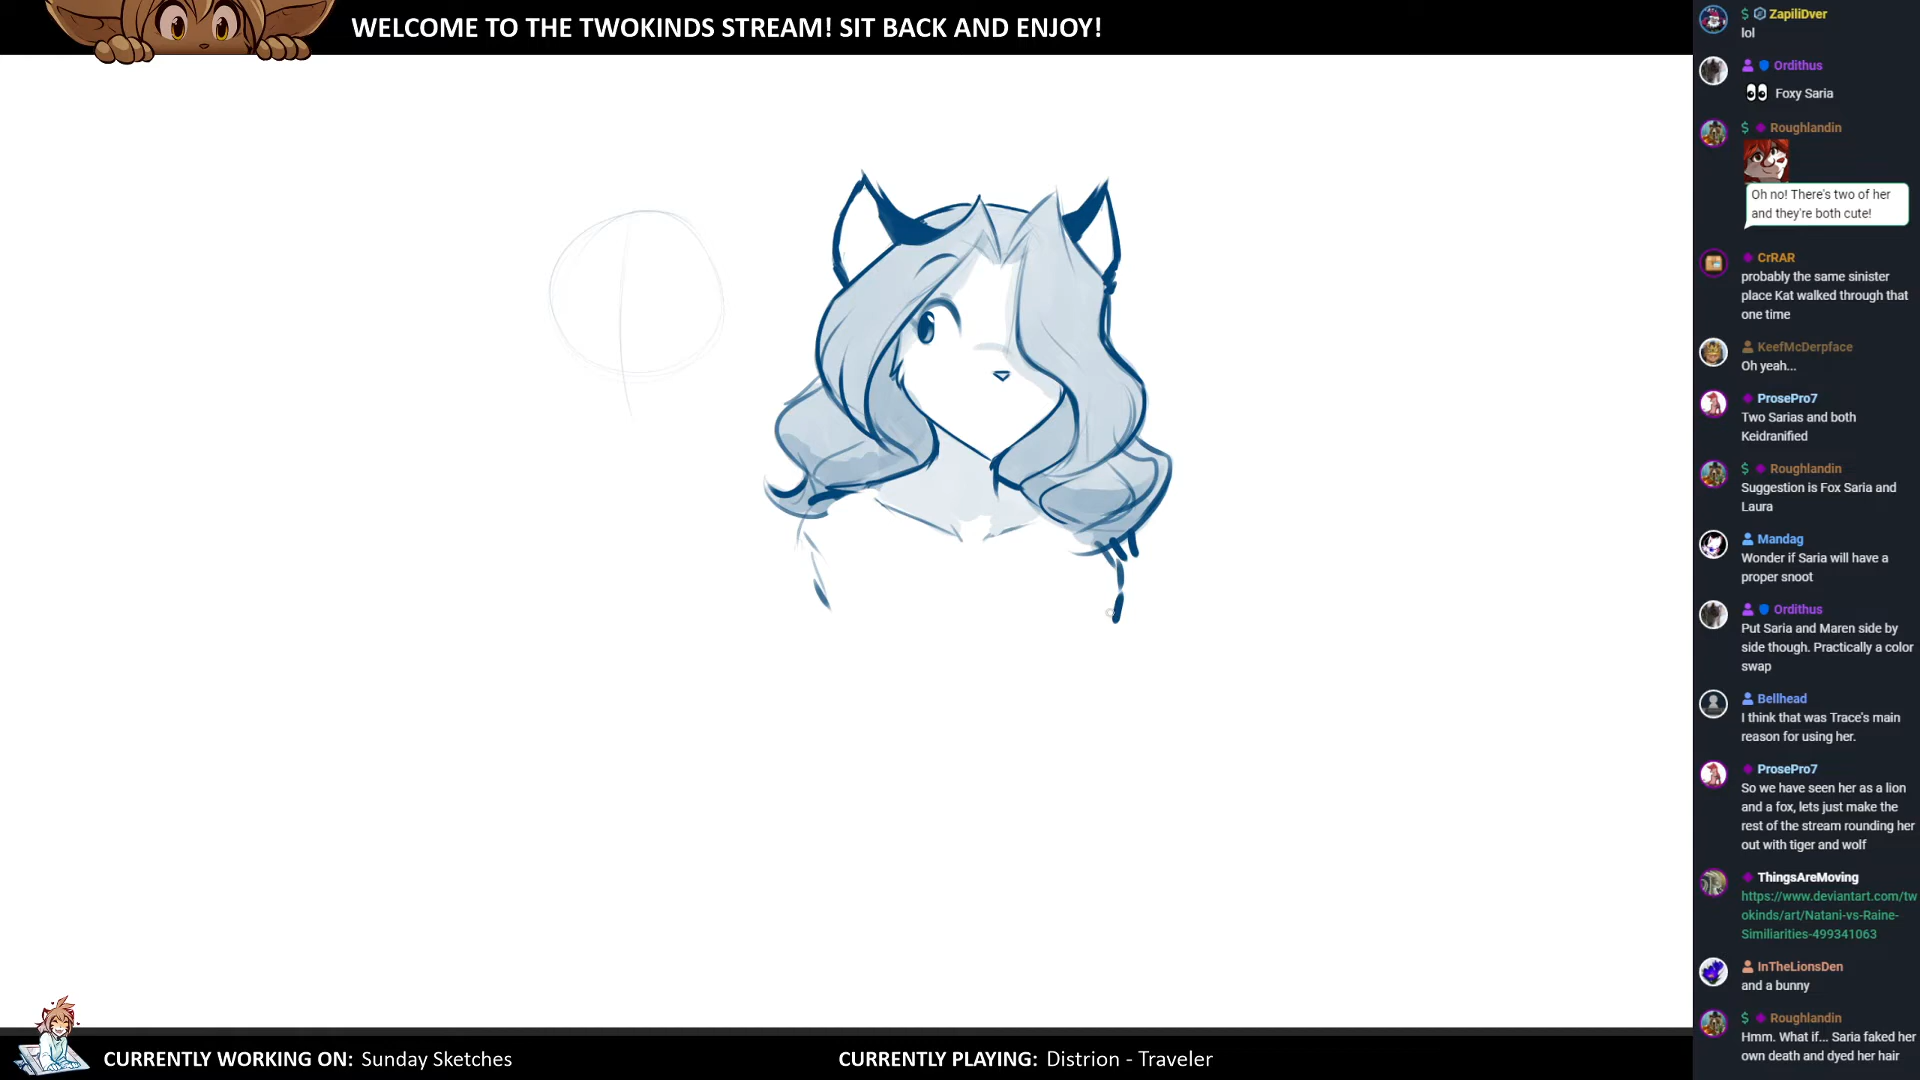 WELCOME TO THE TWOKINDS STREAM! SIT BACK AND ENJOY!
$ ZapiliDver
lol
Ordithus
Foxy Saria
$ Roughlandin
Oh no! There's two of her
and they're both cute!
CrRAR
probably the same sinister
place Kat walked through that
one time
KeefMcDerpface
Oh yeah...
ProsePro7
Two Sarias and both
Keidranified
$ Roughlandin
Suggestion is Fox Saria and
Laura
Mandag
Wonder if Saria will have a
proper snoot
Ordithus
Put Saria and Maren side by
side though. Practically a color
swap
Bellhead
I think that was Trace's main
reason for using her.
ProsePro7
So we have seen her as a lion
and a fox, lets just make the
rest of the stream rounding her
out with tiger and wolf
ThingsAreMoving
https://www.deviantart.com/tw
okinds/art/Natani-vs-Raine-
Similiarities-499341063
InTheLionsDen
and a bunny
$ Roughlandin
Hmm. What if... Saria faked her
own death and dyed her hair
CURRENTLY WORKING ON: Sunday Sketches
CURRENTLY PLAYING: Distrion - Traveler